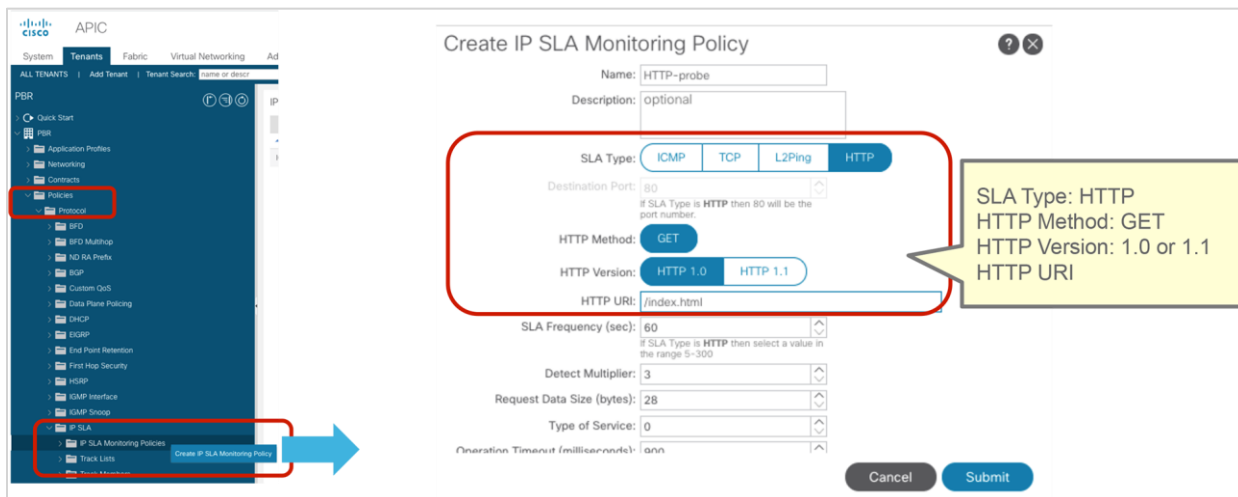 cisco APIC
System Tenants Fabric Virtual Networking Ad
ALL TENANTS | Add Tenant | Tenant Search: name or descr
PBR
IP
Quick Start
PBR
Application Profiles
Networking
Contracts
Policies
Protocol
BFD
BFD Multihop
ND RA Prefix
BGP
Custom QoS
Data Plane Policing
DHCP
EIGRP
End Point Retention
First Hop Security
HSRP
IGMP Interface
IGMP Snoop
IP SLA
IP SLA Monitoring Policies
Create IP SLA Monitoring Policy
Track Lists
Track Members
Create IP SLA Monitoring Policy
Name: HTTP-probe
Description: optional
SLA Type: ICMP TCP L2Ping HTTP
Destination Port: 80
If SLA Type is HTTP then 80 will be the
port number.
HTTP Method: GET
HTTP Version: HTTP 1.0 HTTP 1.1
HTTP URI: /index.html
SLA Frequency (sec): 60
If SLA Type is HTTP then select a value in
the range 5-300
Detect Multiplier: 3
Request Data Size (bytes): 28
Type of Service: 0
Operation Timeout (milliseconds): 900
Cancel Submit
SLA Type: HTTP
HTTP Method: GET
HTTP Version: 1.0 or 1.1
HTTP URI